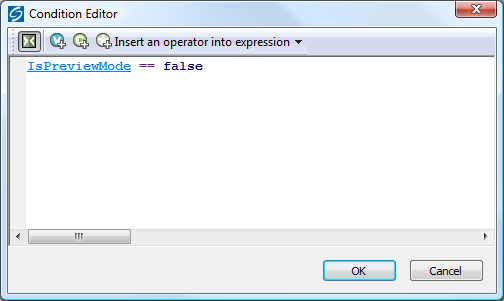 Condition Editor
Insert an operator into expression
IsPreviewMode == false
OK
Cancel